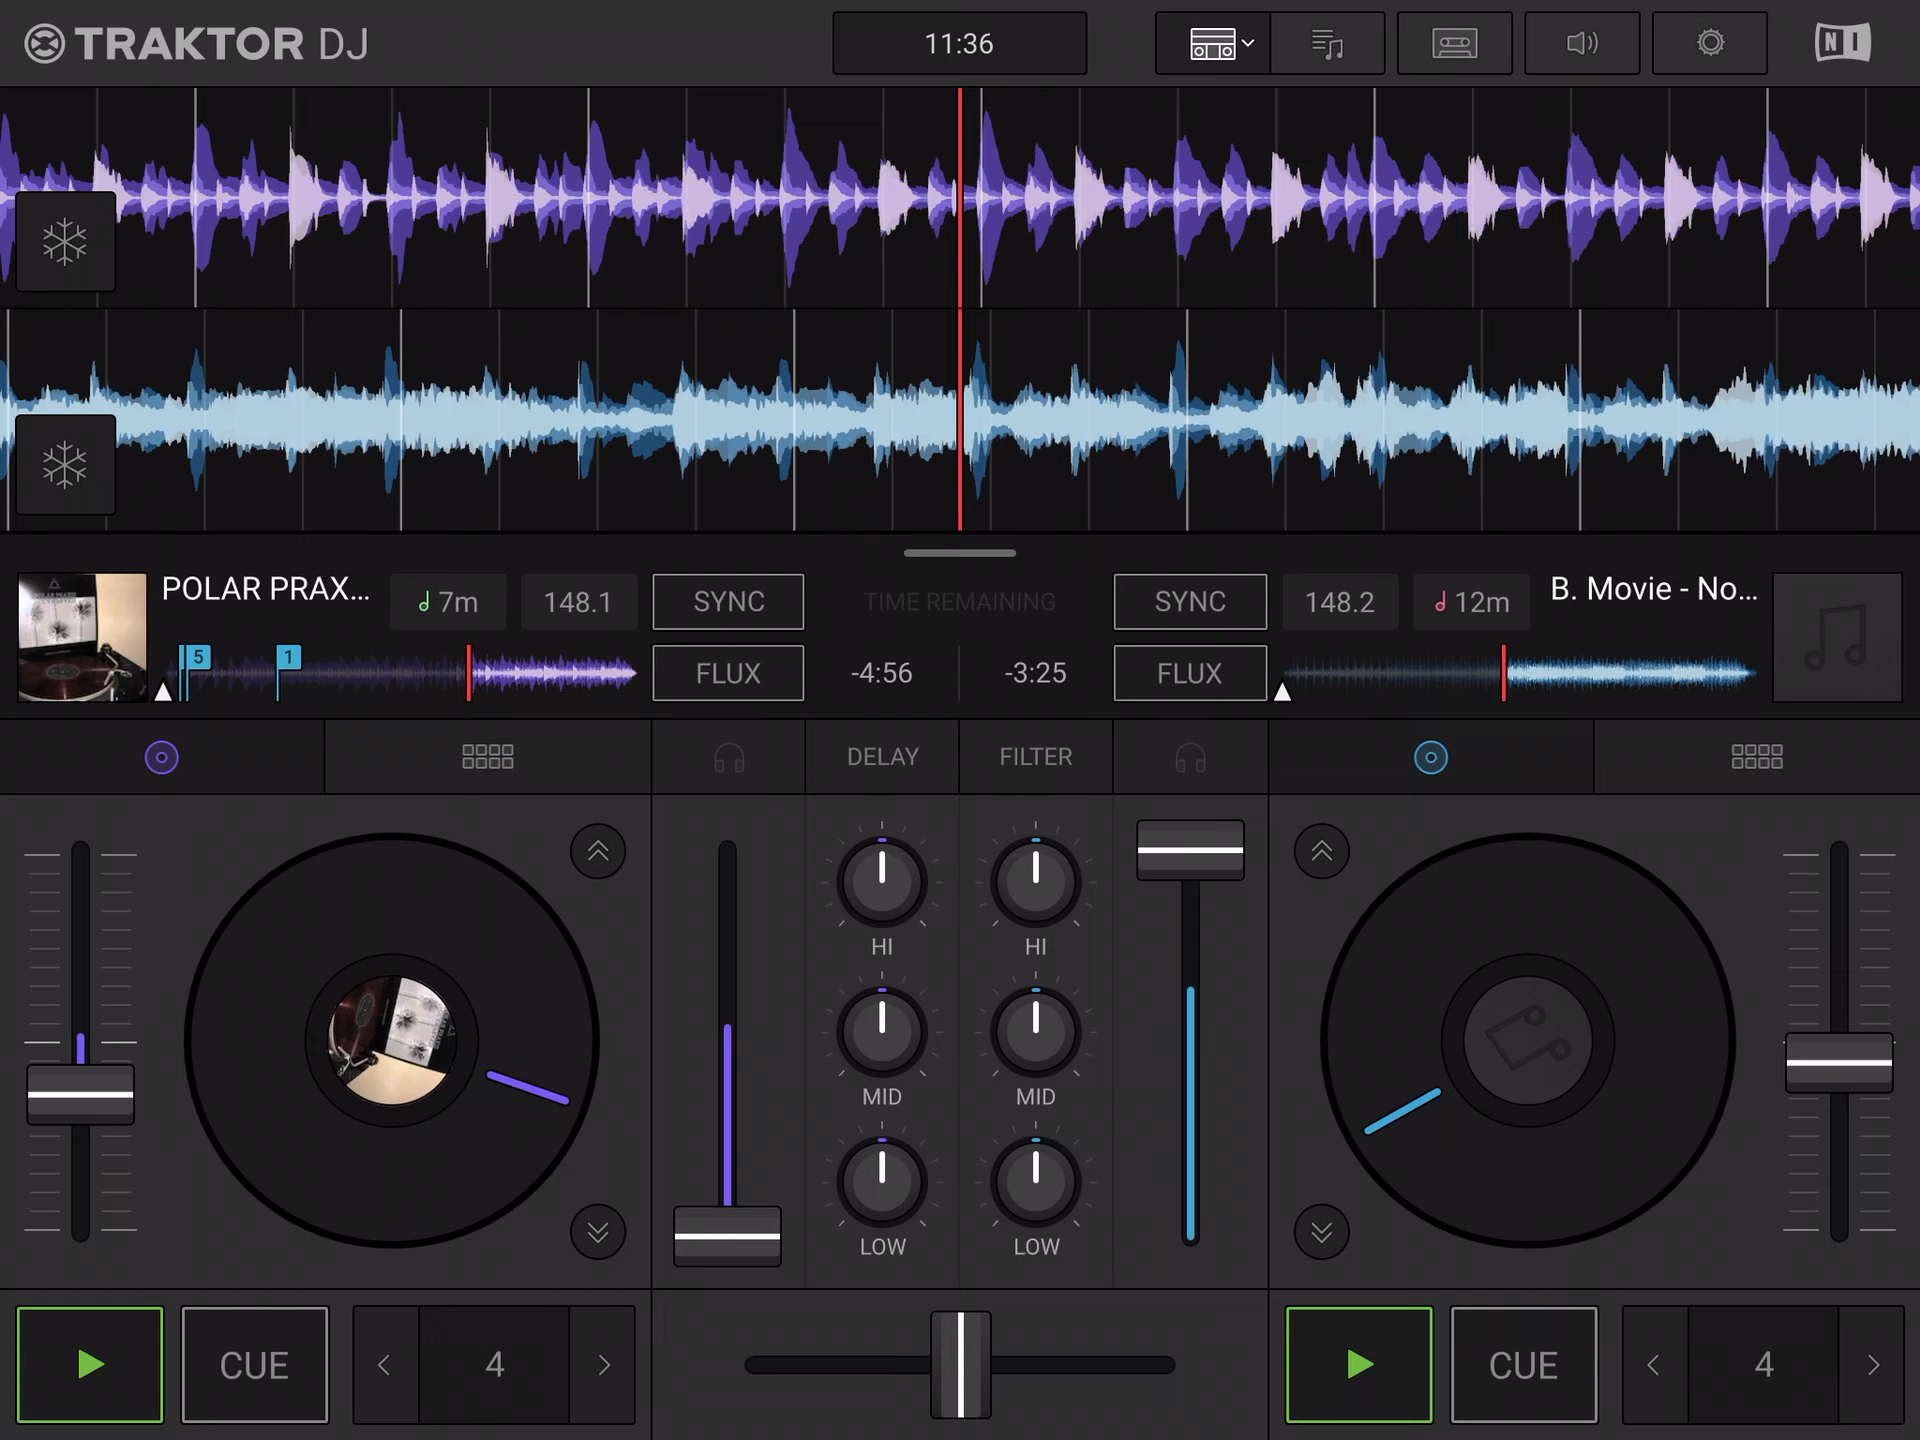 TRAKTOR DJ
11:36
NI
POLAR PRAX...
7m
148.1
SYNC
TIME REMAINING
SYNC
148.2
12m
B. Movie - No...
5
1
FLUX
-4:56
-3:25
FLUX
DELAY
FILTER
HI
HI
MID
MID
LOW
LOW
CUE
4
CUE
4